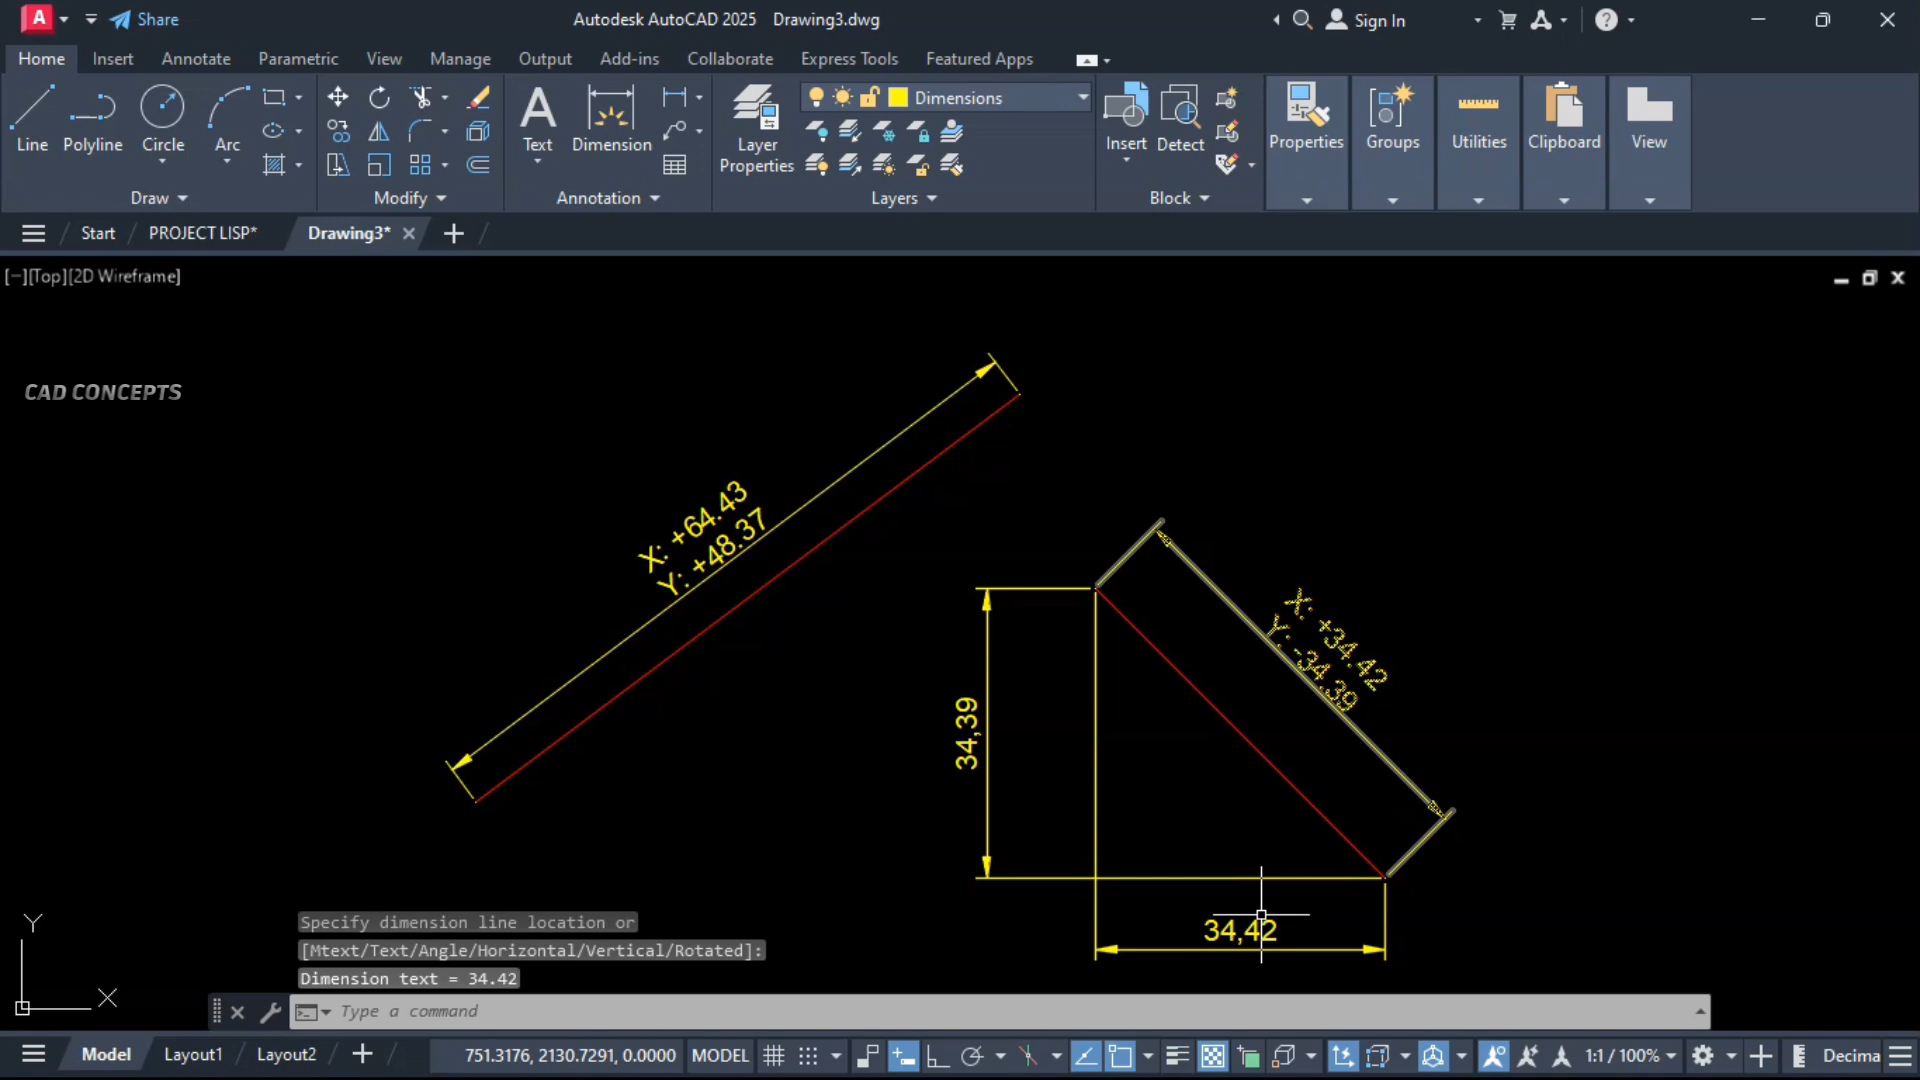 A Share Autodesk AutoCAD 2025 Drawing3.dwg Sign In ?
Home Insert Annotate Parametric View Manage Output Add-ins Collaborate Express Tools Featured Apps
Dimensions
Line Polyline Circle Arc Text Dimension Layer Properties Insert Detect Properties Groups Utilities Clipboard View
Draw Modify Annotation Layers Block
Start PROJECT LISP* Drawing3*
[−][Top][2D Wireframe]
CAD CONCEPTS
X: +64.43
Y: +48.37
X: +34.42
Y: -34.39
34,39
34,42
Y
X
Specify dimension line location or
[Mtext/Text/Angle/Horizontal/Vertical/Rotated]:
Dimension text = 34.42
Type a command
Model Layout1 Layout2 751.3176, 2130.7291, 0.0000 MODEL 1:1 / 100% Decima